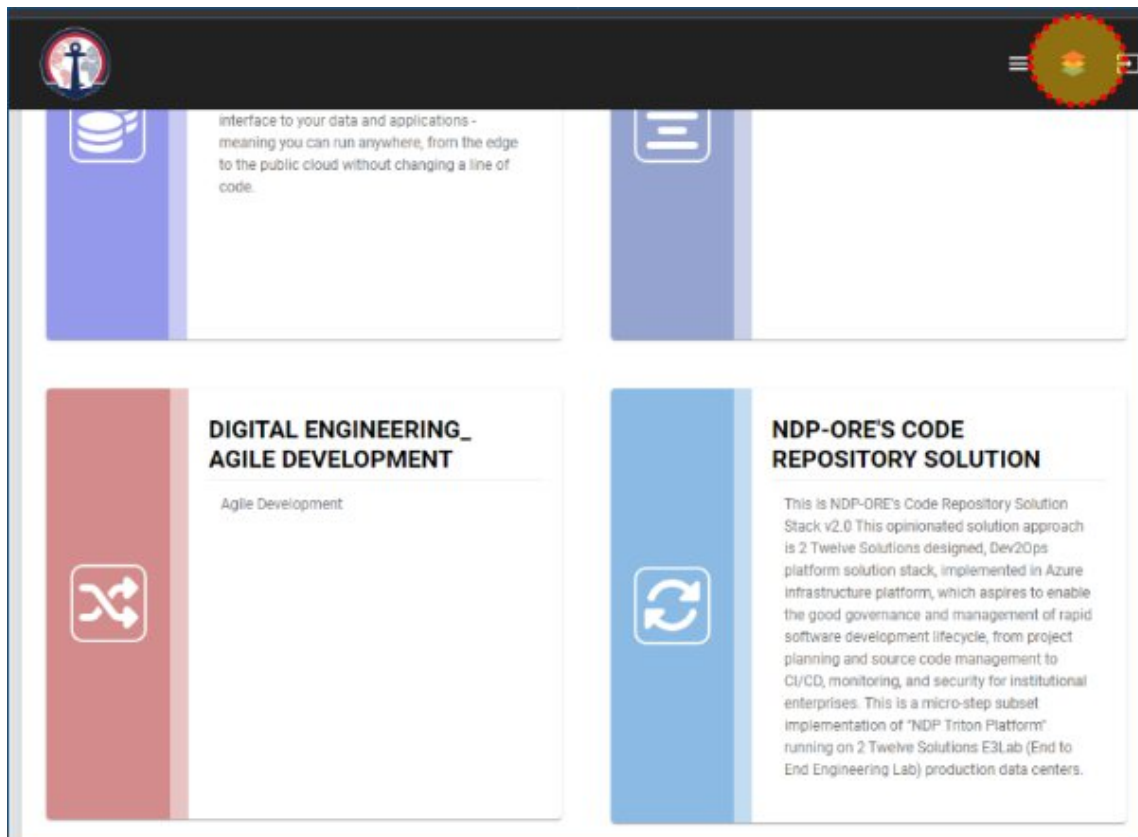 interface to your data and applications -
meaning you can run anywhere, from the edge
to the public cloud without changing a line of
code.
DIGITAL ENGINEERING_
AGILE DEVELOPMENT
Agile Development
NDP-ORE'S CODE
REPOSITORY SOLUTION
This is NDP-ORE's Code Repository Solution
Stack v2.0 This opinionated solution approach
is 2 Twelve Solutions designed, Dev2Ops
platform solution stack, implemented in Azure
infrastructure platform, which aspires to enable
the good governance and management of rapid
software development lifecycle, from project
planning and source code management to
CI/CD, monitoring, and security for institutional
enterprises. This is a micro-step subset
implementation of "NDP Triton Platform"
running on 2 Twelve Solutions E3Lab (End to
End Engineering Lab) production data centers.